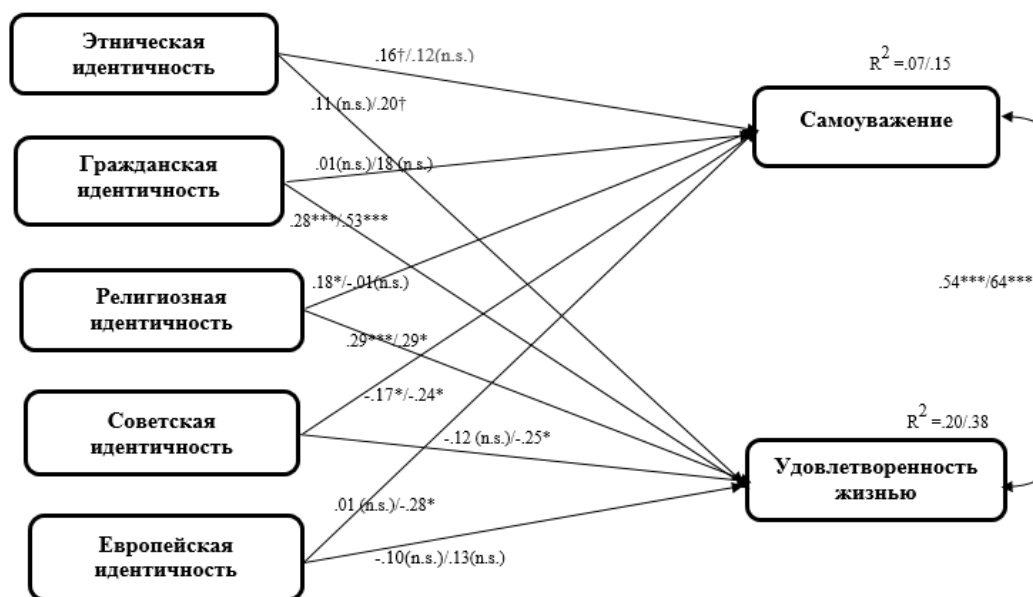 Этническая
идентичность
.16†/.12(n.s.)
R2 =.07/.15
.11 (n.s.)/.20†
Самоуважение
Гражданская
идентичность
.01(n.s.)/18 (n.s.)
.28***/.53***
Религиозная
идентичность
.18*/-.01(n.s.)
.54***/64***
.29***/.29*
Советская
идентичность
-.17*/-.24*
-.12 (n.s.)/-.25*
R2 =.20/.38
Удовлетворенность
жизнью
.01 (n.s.)/-.28*
Европейская
идентичность
-.10(n.s.)/.13(n.s.)